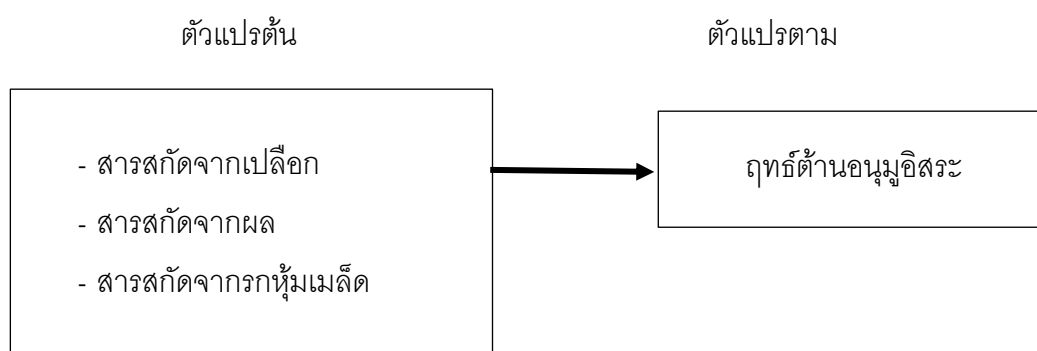 ตัวแปรต้น
ตัวแปรตาม
- สารสกัดจากเปลือก
- สารสกัดจากผล
- สารสกัดจากรกหุ้มเมล็ด
ฤทธ์ต้านอนุมูอิสระ